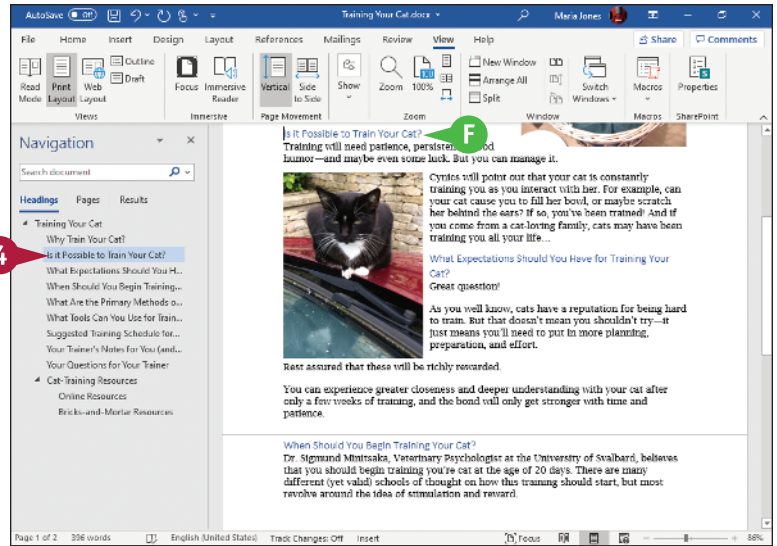 AutoSave Off
Training Your Cat.docx
Maria Jones
File Home Insert Design Layout References Mailings Review View Help Share Comments
Read Mode
Print Layout
Web Layout
Outline
Draft
Views
Focus
Immersive Reader
Immersive
Vertical
Side to Side
Page Movement
Show
Zoom
100%
Zoom
New Window
Arrange All
Split
Switch Windows
Window
Macros
Macros
Properties
SharePoint
Navigation
Search document
Headings Pages Results
Training Your Cat
Why Train Your Cat?
Is it Possible to Train Your Cat?
What Expectations Should You H...
When Should You Begin Training...
What Are the Primary Methods o...
What Tools Can You Use for Train...
Suggested Training Schedule for...
Your Trainer's Notes for You (and...
Your Questions for Your Trainer
Cat-Training Resources
Online Resources
Bricks-and-Mortar Resources
4
Is It Possible to Train Your Cat?
F
Training will need patience, persisten ood
humor—and maybe even some luck. But you can manage it.
Cynics will point out that your cat is constantly
training you as you interact with her. For example, can
your cat cause you to fill her bowl, or maybe scratch
her behind the ears? If so, you've been trained! And if
you come from a cat-loving family, cats may have been
training you all your life...
What Expectations Should You Have for Training Your
Cat?
Great question!
As you well know, cats have a reputation for being hard
to train. But that doesn't mean you shouldn't try—it
just means you'll need to put in more planning,
preparation, and effort.
Rest assured that these will be richly rewarded.
You can experience greater closeness and deeper understanding with your cat after
only a few weeks of training, and the bond will only get stronger with time and
patience.
When Should You Begin Training Your Cat?
Dr. Sigmund Minitsaka, Veterinary Psychologist at the University of Svalbard, believes
that you should begin training you're cat at the age of 20 days. There are many
different (yet valid) schools of thought on how this training should start, but most
revolve around the idea of stimulation and reward.
Page 1 of 2 396 words English (United States) Track Changes: Off Insert Focus 86%